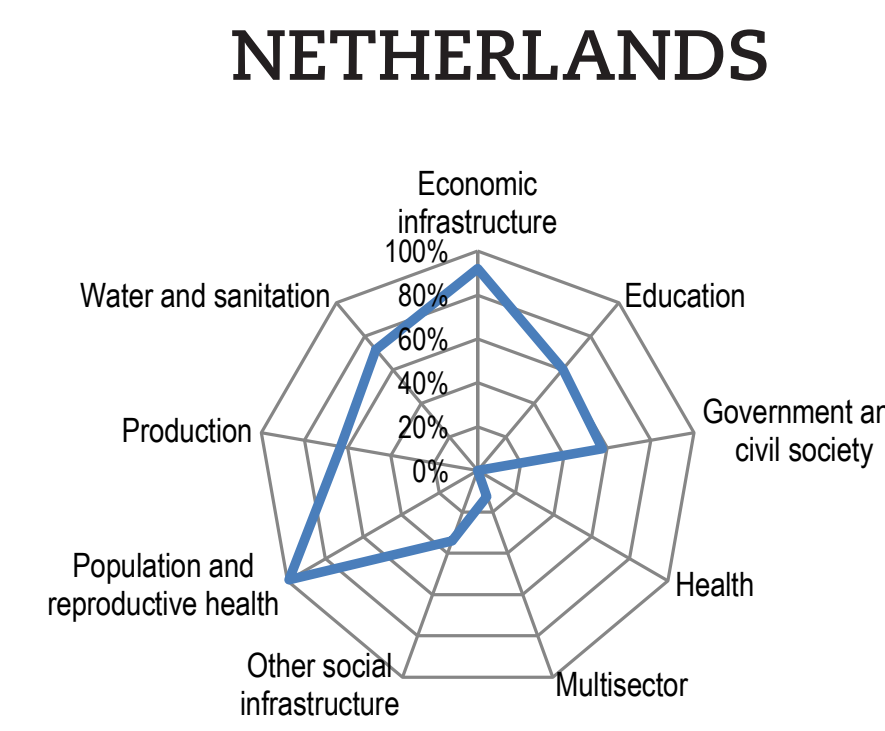 NETHERLANDS
Economic
infrastructure
100%
80%
60%
40%
20%
0%
Education
Government ar
civil society
Health
Multisector
Other social
infrastructure
Population and
reproductive health
Production
Water and sanitation